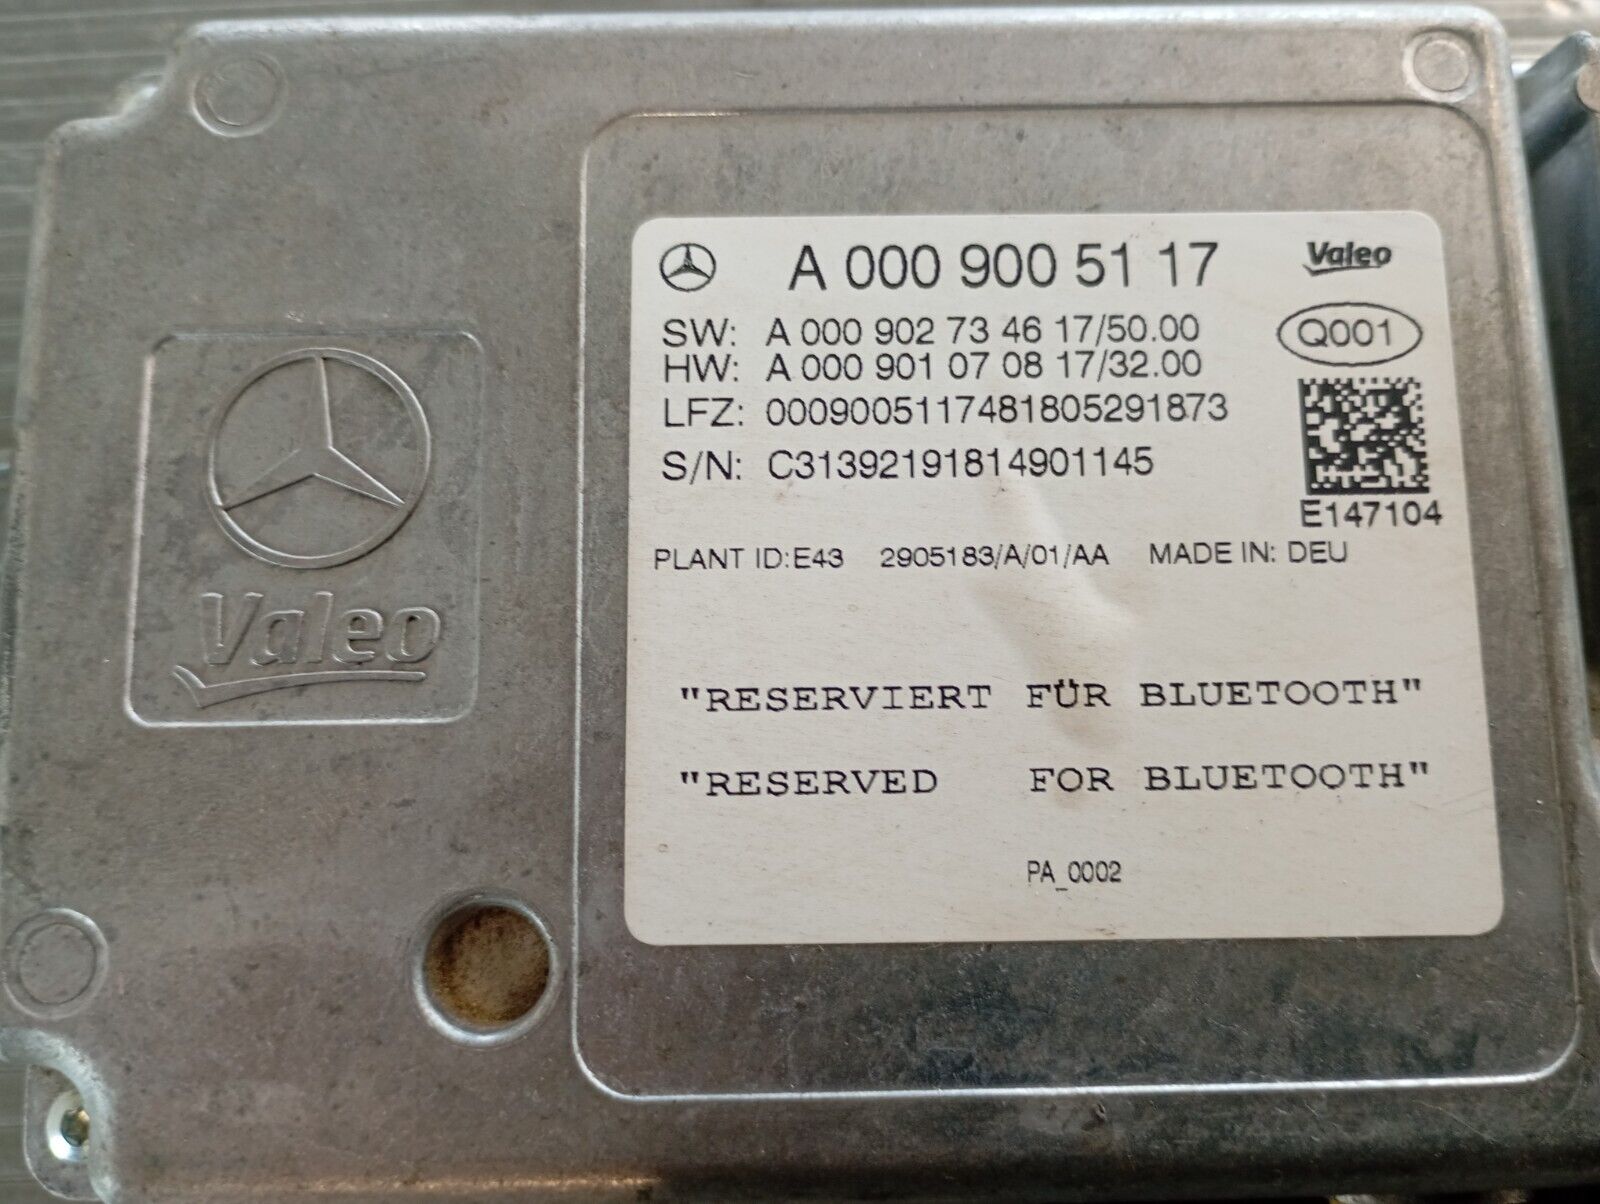 A 000 900 51 17
Valeo
SW: A 000 902 73 46 17/50.00
Q001
HW: A 000 901 07 08 17/32.00
LFZ: 0009005117481805291873
S/N: C31392191814901145
E147104
PLANT ID:E43 2905183/A/01/AA MADE IN: DEU
Valeo
"RESERVIERT FÜR BLUETOOTH"
"RESERVED FOR BLUETOOTH"
PA_0002